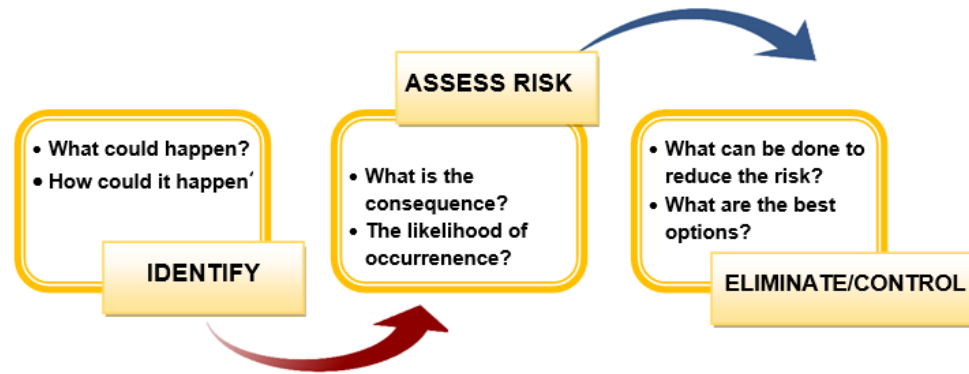 • What could happen?
• How could it happen'
IDENTIFY
ASSESS RISK
• What is the
consequence?
• The likelihood of
occurrenence?
• What can be done to
reduce the risk?
• What are the best
options?
ELIMINATE/CONTROL